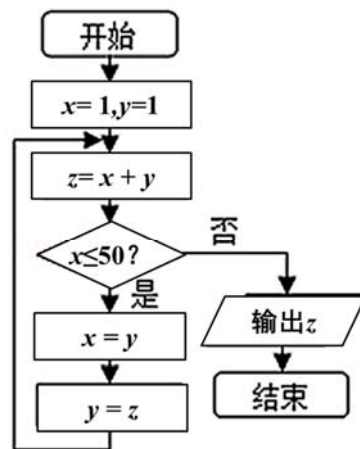 开始
x= 1,y=1
z= x + y
x≤50?
否
是
x = y
输出z
y = z
结束